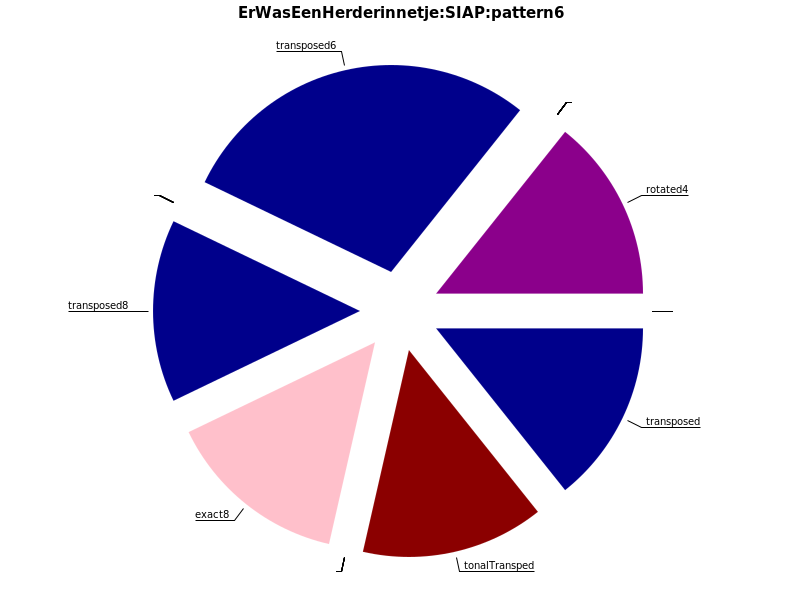 ErWasEenHerderinnetje:SIAP:pattern6
transposed6
rotated4
transposed8
transposed
exact8
tonalTransped